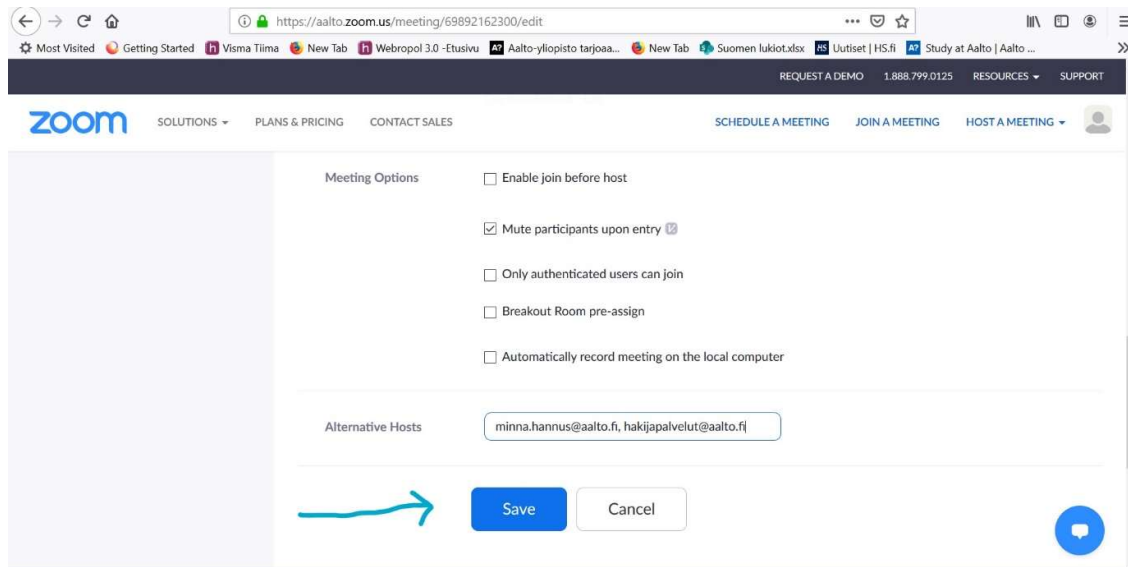 https://aalto.zoom.us/meeting/69892162300/edit
Most Visited Getting Started Visma Tiima New Tab Webropol 3.0 -Etusivu Aalto-yliopisto tarjoaa... New Tab Suomen lukiot.xlsx HS Uutiset | HS.fi A? Study at Aalto | Aalto ...
REQUEST A DEMO 1.888.799.0125 RESOURCES SUPPORT
zoom SOLUTIONS PLANS & PRICING CONTACT SALES SCHEDULE A MEETING JOIN A MEETING HOST A MEETING
Meeting Options Enable join before host
Mute participants upon entry
Only authenticated users can join
Breakout Room pre-assign
Automatically record meeting on the local computer
Alternative Hosts minna.hannus@aalto.fi, hakijapalvelut@aalto.fi
Save Cancel